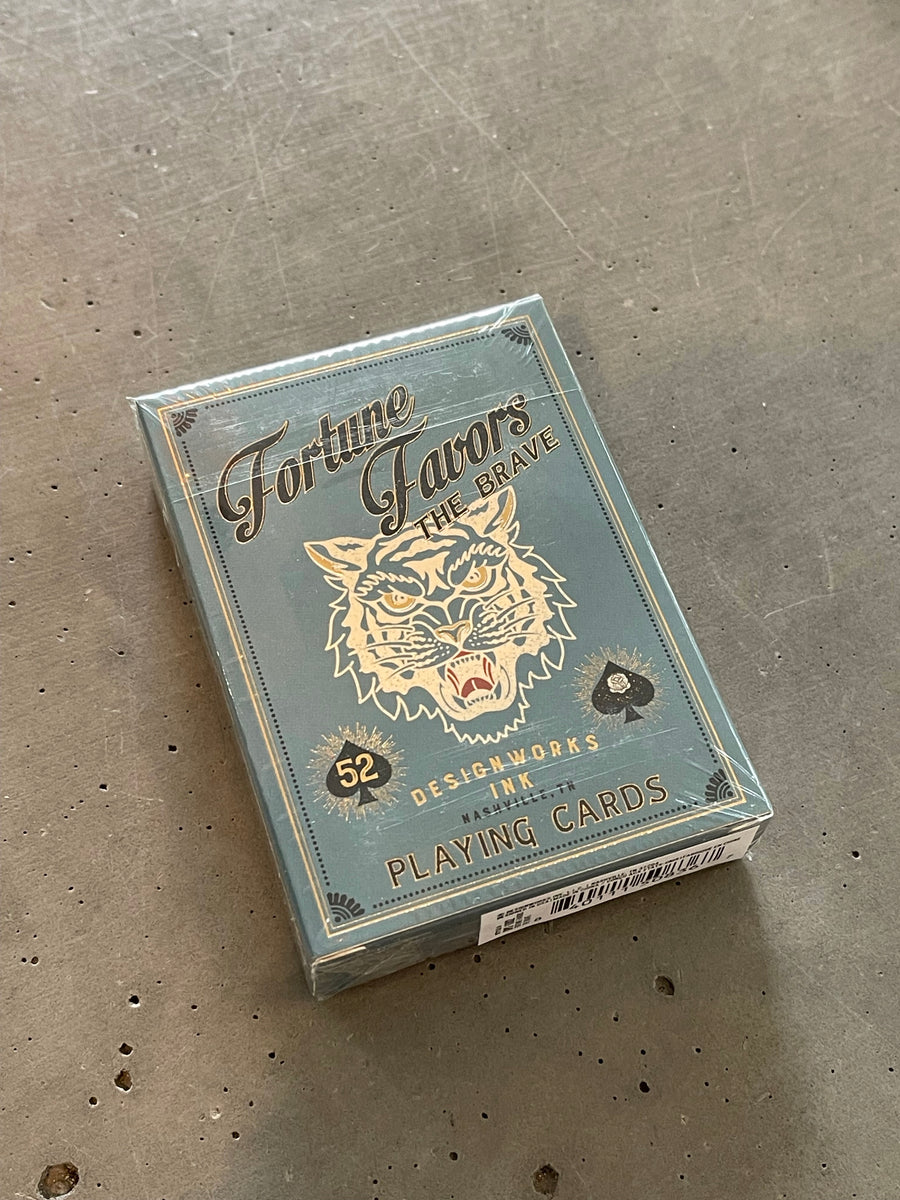 Fortune
Favors
THE BRAVE
52
DESIGNWORKS
INK
NASHVILLE, TN
PLAYING CARDS